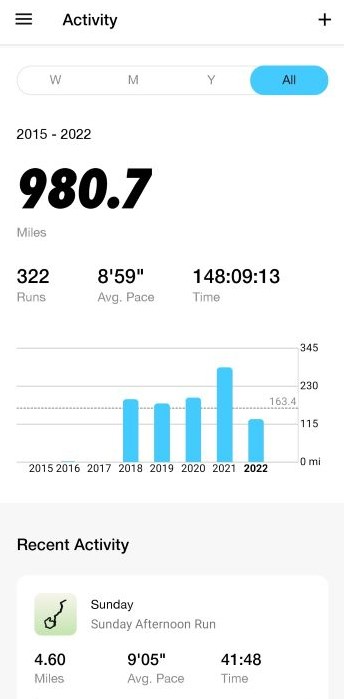 Activity
W M Y All
2015 - 2022
980.7
Miles
322 8'59" 148:09:13
Runs Avg. Pace Time
345
230
163.4
115
0 mi
2015 2016 2017 2018 2019 2020 2021 2022
Recent Activity
Sunday
Sunday Afternoon Run
4.60 9'05" 41:48
Miles Avg. Pace Time